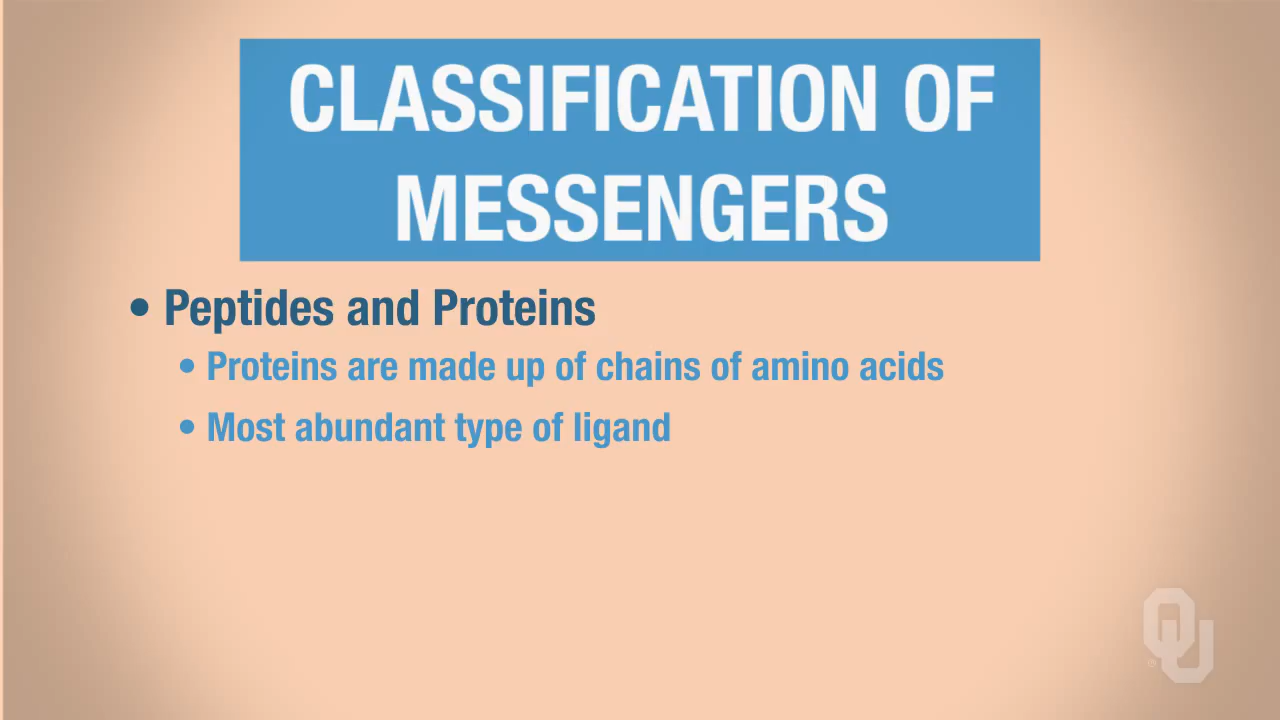 CLASSIFICATION OF
MESSENGERS
• Peptides and Proteins
• Proteins are made up of chains of amino acids
• Most abundant type of ligand
OU
®